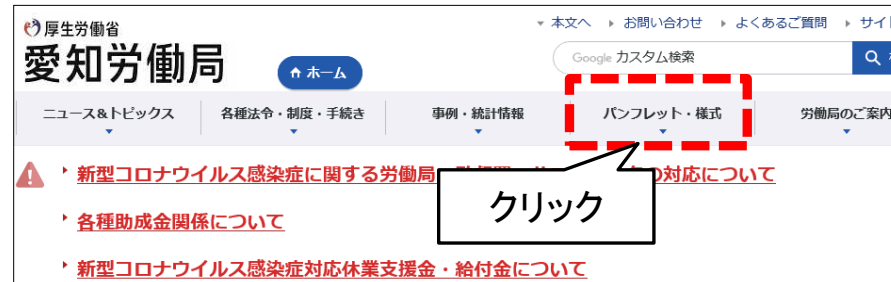 厚生労働省
愛知労働局
ホーム
本文へ お問い合わせ よくあるご質問 サイ
Google カスタム検索
ニュース&トピックス 各種法令・制度・手続き 事例・統計情報 パンフレット・様式 労働局のご案内
新型コロナウイルス感染症に関する労働局 の対応について
クリック
各種助成金関係について
新型コロナウイルス感染症対応休業支援金・給付金について